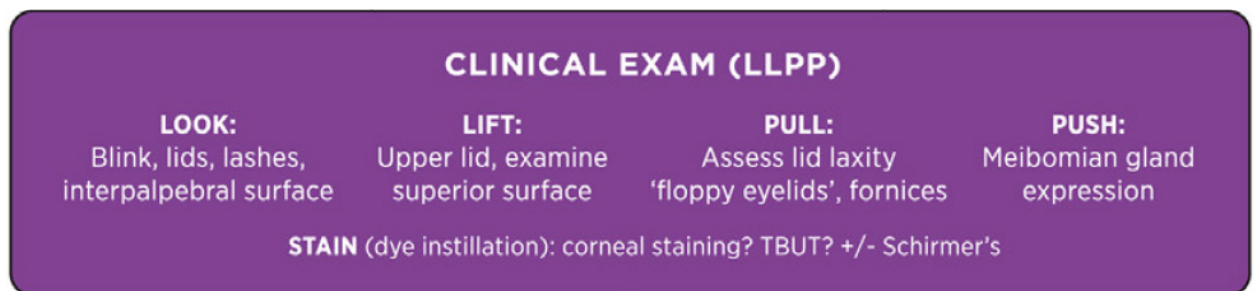 CLINICAL EXAM (LLPP)
LOOK:
Blink, lids, lashes,
interpalpebral surface
LIFT:
Upper lid, examine
superior surface
PULL:
Assess lid laxity
‘floppy eyelids’, fornices
PUSH:
Meibomian gland
expression
STAIN (dye instillation): corneal staining? TBUT? +/- Schirmer’s